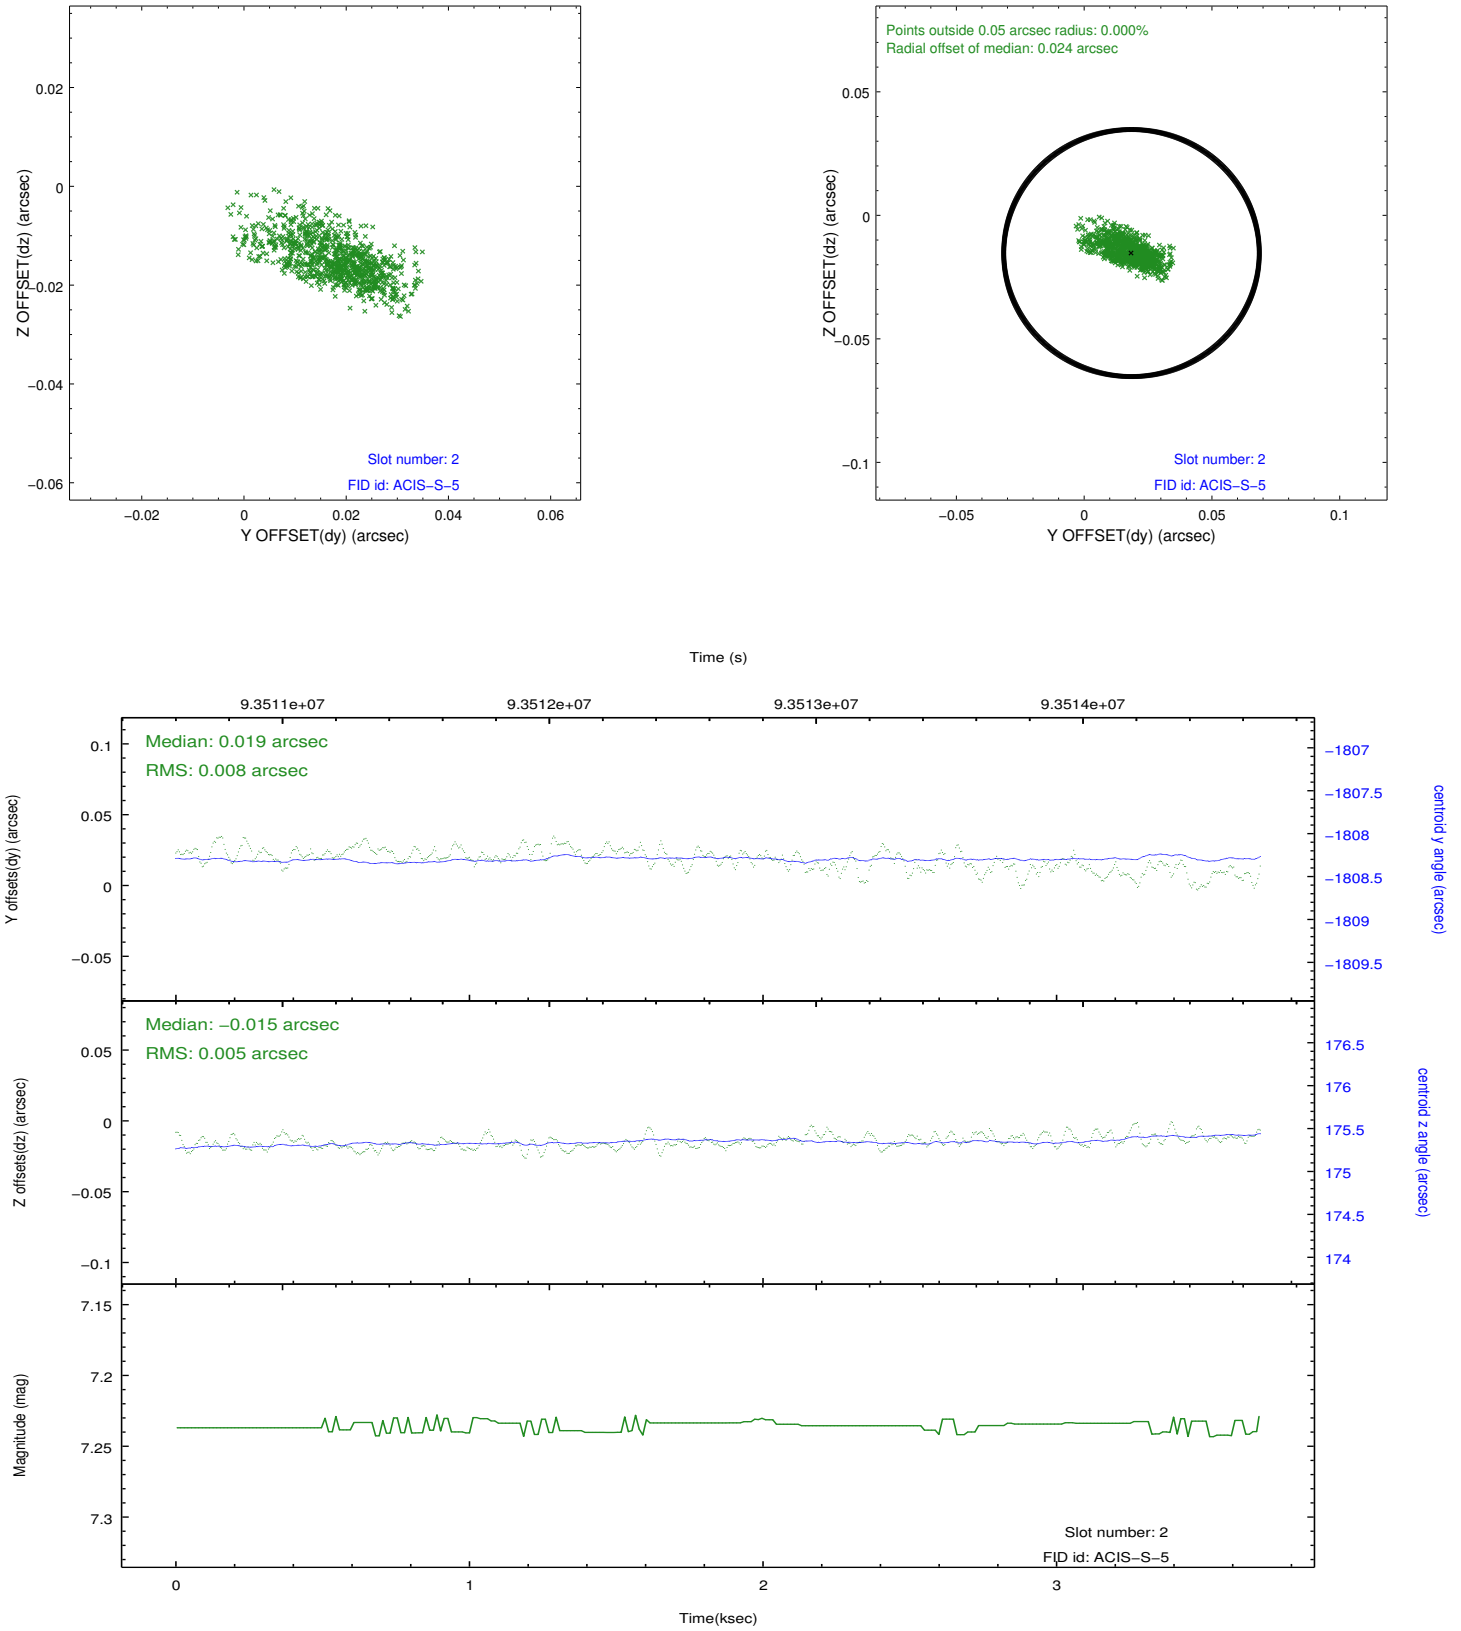 0.02
0
−0.02
−0.04
−0.06
Z OFFSET(dz) (arcsec)
Slot number: 2
FID id: ACIS−S−5
−0.02
0
0.02
0.04
0.06
Y OFFSET(dy) (arcsec)
Points outside 0.05 arcsec radius: 0.000%
Radial offset of median: 0.024 arcsec
0.05
0
−0.05
−0.1
Z OFFSET(dz) (arcsec)
Slot number: 2
FID id: ACIS−S−5
−0.05
0
0.05
0.1
Y OFFSET(dy) (arcsec)
Time (s)
9.3511e+07
9.3512e+07
9.3513e+07
9.3514e+07
Median: 0.019 arcsec
RMS: 0.008 arcsec
0.1
0.05
0
−0.05
Y offsets(dy) (arcsec)
−1807
−1807.5
−1808
−1808.5
−1809
−1809.5
centroid y angle (arcsec)
Median: −0.015 arcsec
RMS: 0.005 arcsec
0.05
0
−0.05
−0.1
Z offsets(dz) (arcsec)
176.5
176
175.5
175
174.5
174
centroid z angle (arcsec)
7.15
7.2
7.25
7.3
Magnitude (mag)
Slot number: 2
FID id: ACIS−S−5
0
1
2
3
Time(ksec)